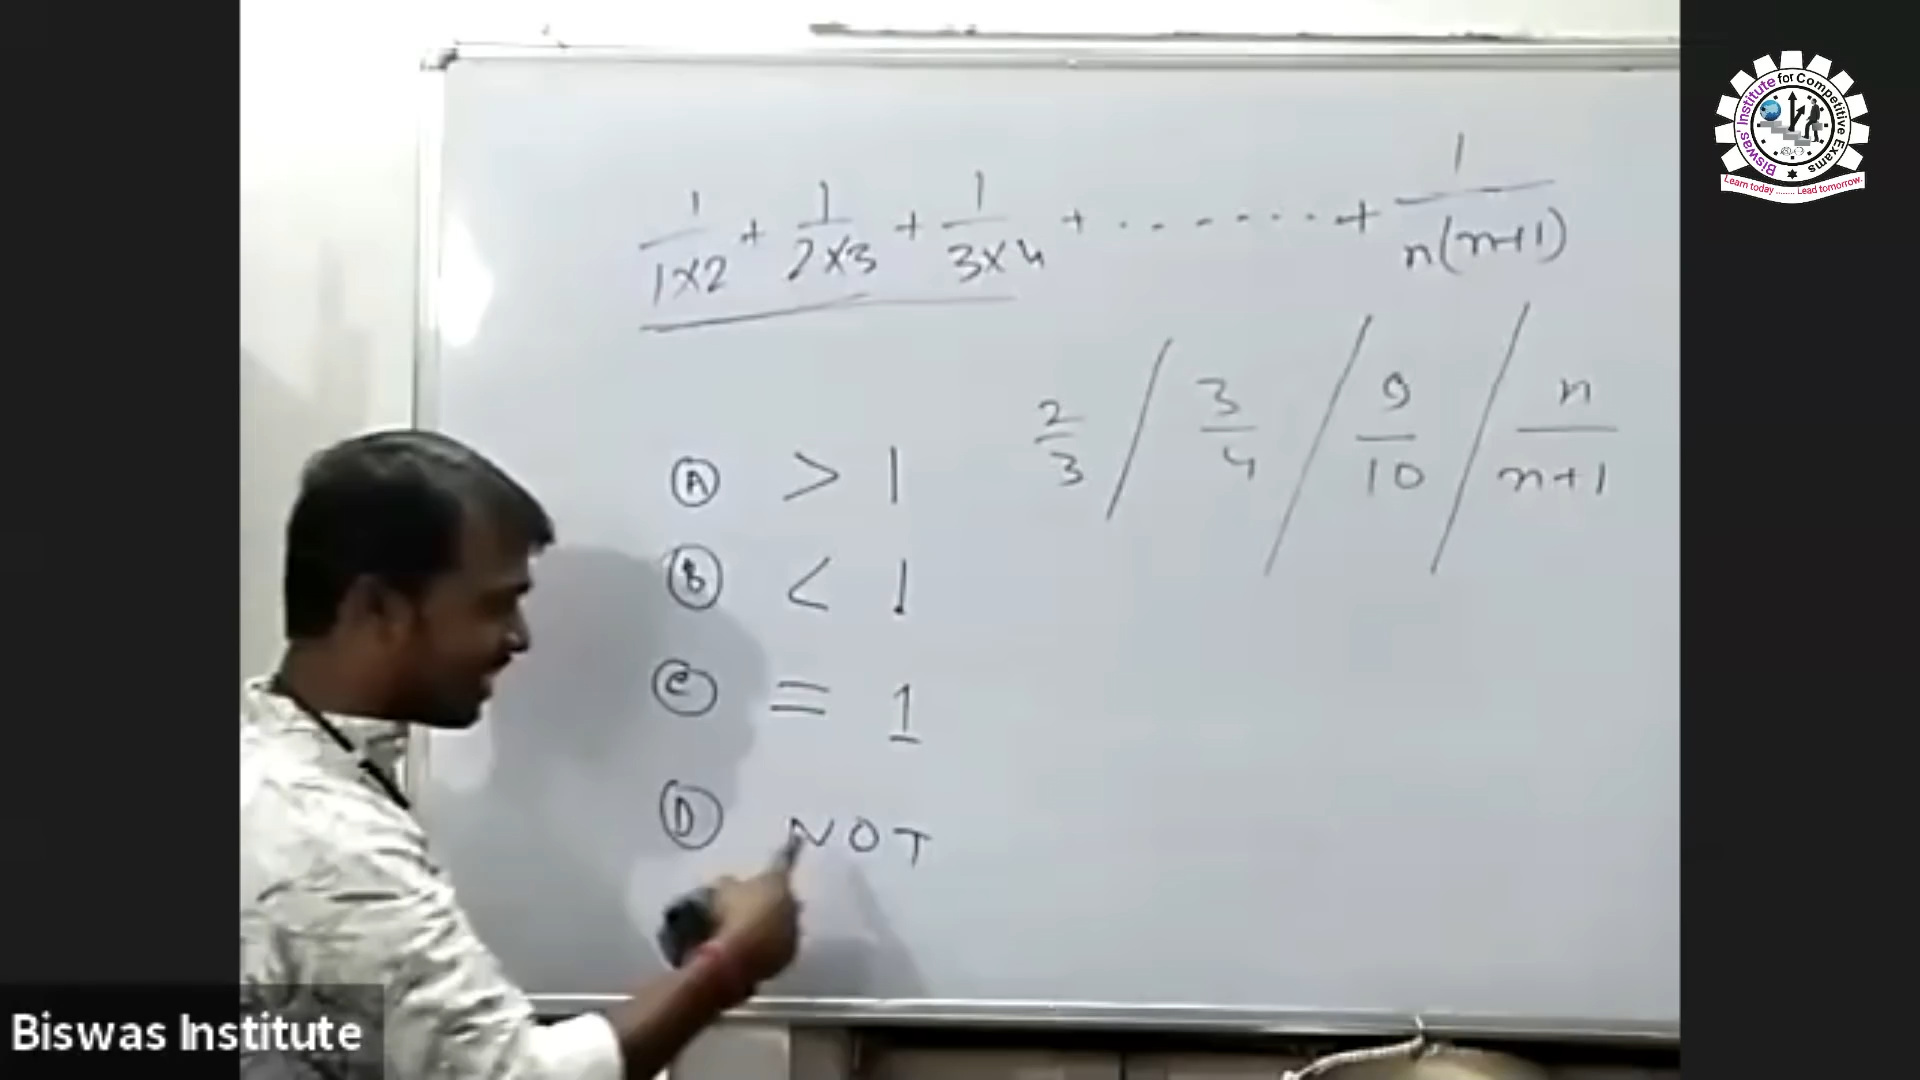 1/1×2 + 1/2×3 + 1/3×4 + ....... + 1/n(n+1)
2/3 / 3/4 / 9/10 / n/n+1
(A) > 1
(B) < 1
(C) = 1
(D) NOT
Biswas' Institute for Competitive Exams
Learn today ........ Lead tomorrow.
Biswas Institute